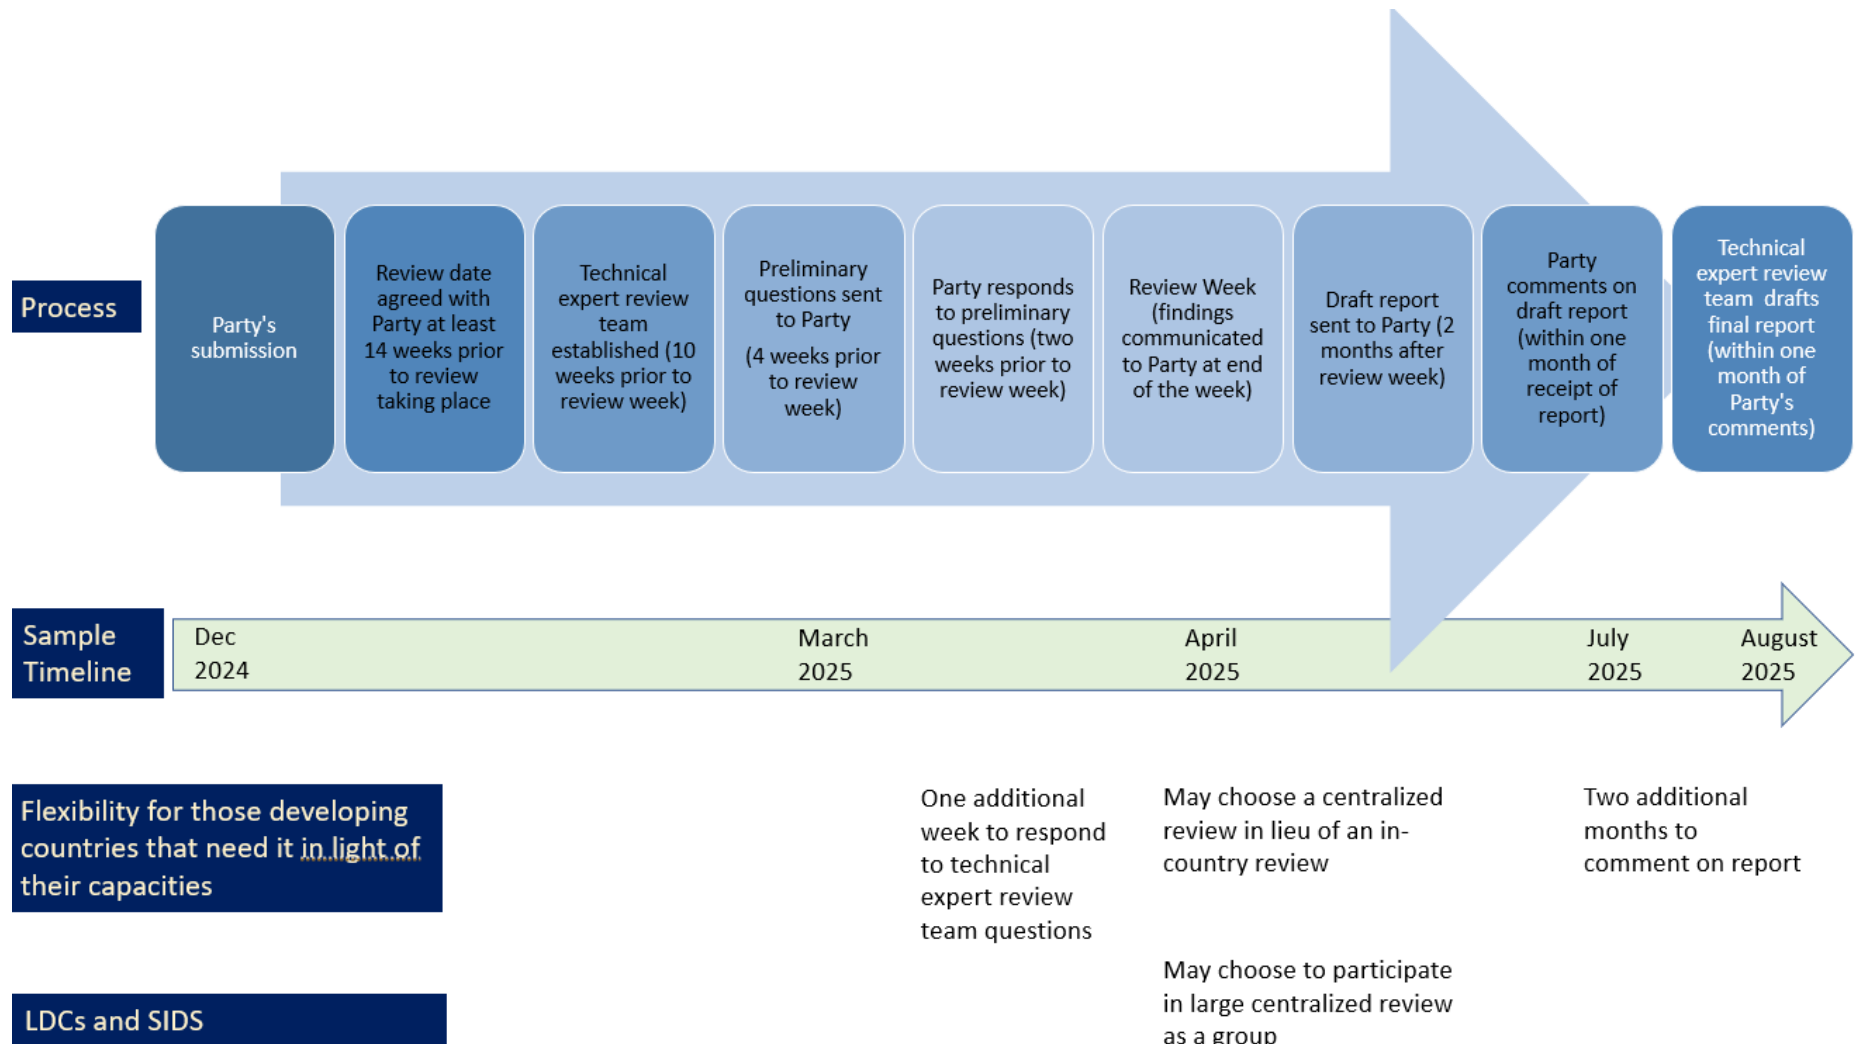 Process
Party's
submission
Review date
agreed with
Party at least
14 weeks prior
to review
taking place
Technical
expert review
team
established (10
weeks prior to
review week)
Preliminary
questions sent
to Party
(4 weeks prior
to review
week)
Party responds
to preliminary
questions (two
weeks prior to
review week)
Review Week
(findings
communicated
to Party at end
of the week)
Draft report
sent to Party (2
months after
review week)
Party
comments on
draft report
(within one
month of
receipt of
report)
Technical
expert review
team drafts
final report
(within one
month of
Party's
comments)
Sample
Timeline
Dec
2024
March
2025
April
2025
July
2025
August
2025
Flexibility for those developing
countries that need it in light of
their capacities
One additional
week to respond
to technical
expert review
team questions
May choose a centralized
review in lieu of an in-
country review
Two additional
months to
comment on report
LDCs and SIDS
May choose to participate
in large centralized review
as a group